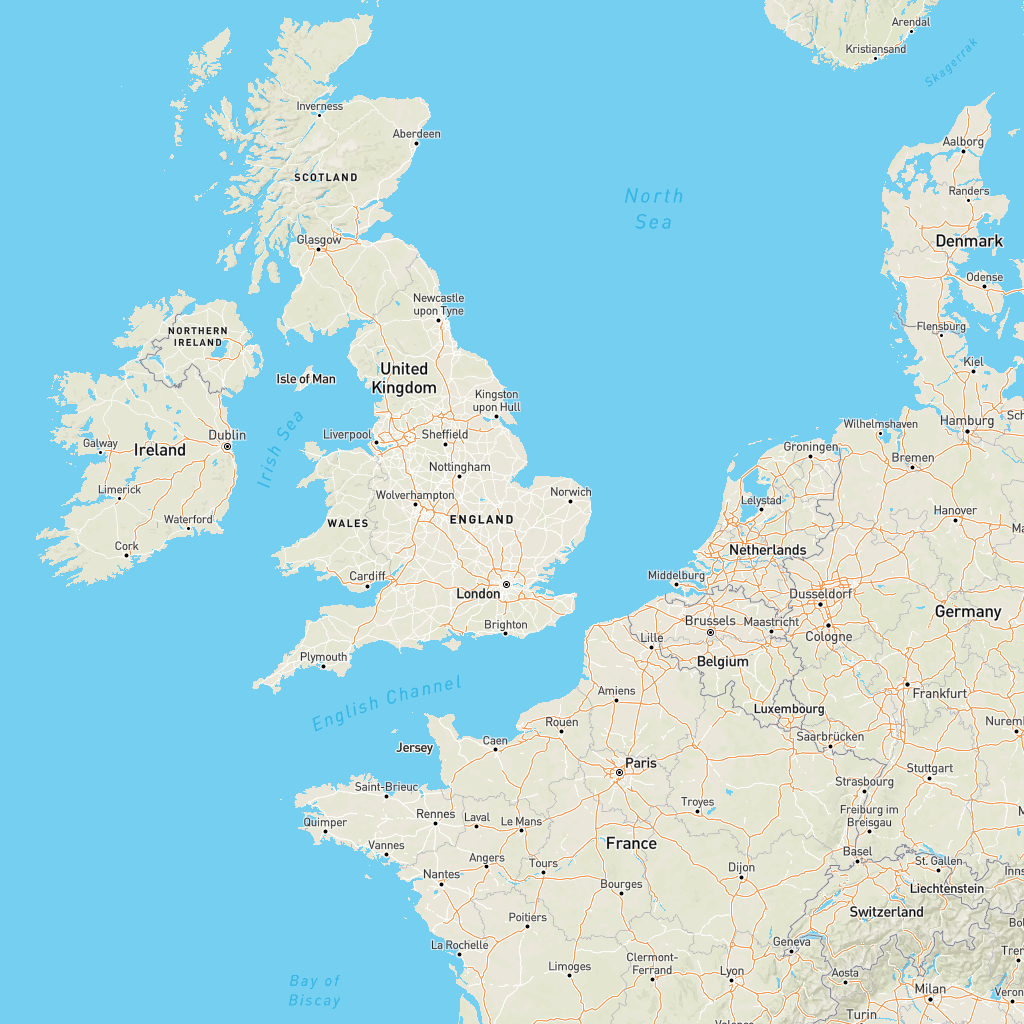 Arendal
Kristiansand
Skagerrak
Inverness
Aberdeen
Aalborg
SCOTLAND
Randers
North
Sea
Glasgow
Denmark
Odense
Newcastle
upon Tyne
NORTHERN
IRELAND
Flensburg
Isle of Man
United
Kingdom
Kiel
Kingston
upon Hull
Irish Sea
Galway
Ireland
Dublin
Liverpool
Sheffield
Wilhelmshaven
Hamburg
Sch
Groningen
Bremen
Nottingham
Limerick
Wolverhampton
Norwich
Lelystad
Hanover
Waterford
WALES
ENGLAND
Ma
Cork
Netherlands
Cardiff
London
Middelburg
Dusseldorf
Germany
Brighton
Lille
Brussels
Maastricht
Cologne
Plymouth
Belgium
English Channel
Amiens
Frankfurt
Luxembourg
Rouen
Nurem
Jersey
Caen
Saarbrücken
Paris
Stuttgart
Saint-Brieuc
Strasbourg
Quimper
Rennes
Laval
Le Mans
Troyes
Freiburg im
Breisgau
Vannes
France
Basel
Angers
Tours
Dijon
St. Gallen
Inns
Nantes
Bourges
Liechtenstein
Poitiers
Switzerland
Bol
La Rochelle
Geneva
Tren
Limoges
Clermont-
Ferrand
Lyon
Aosta
Bay of
Biscay
Milan
Veron
Turin
Valence